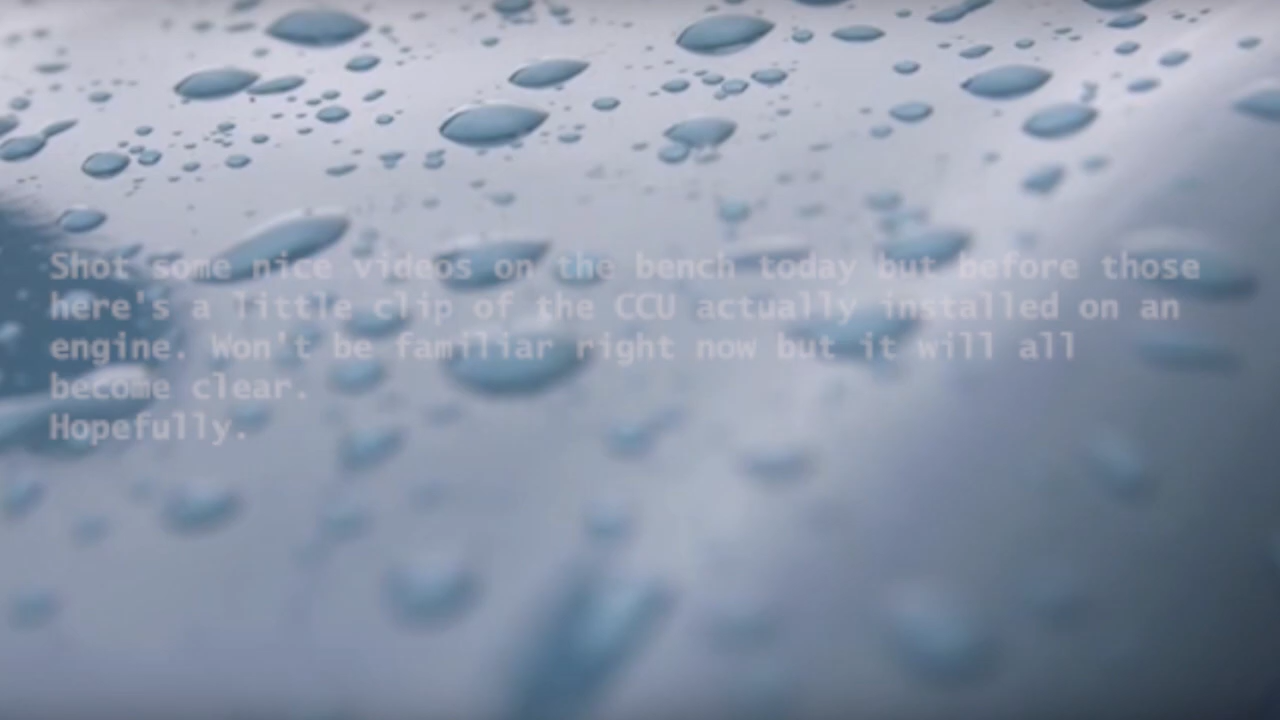 Shot some nice videos on the bench today but before those
here's a little clip of the CCU actually installed on an
engine. Won't be familiar right now but it will all
become clear.
Hopefully.